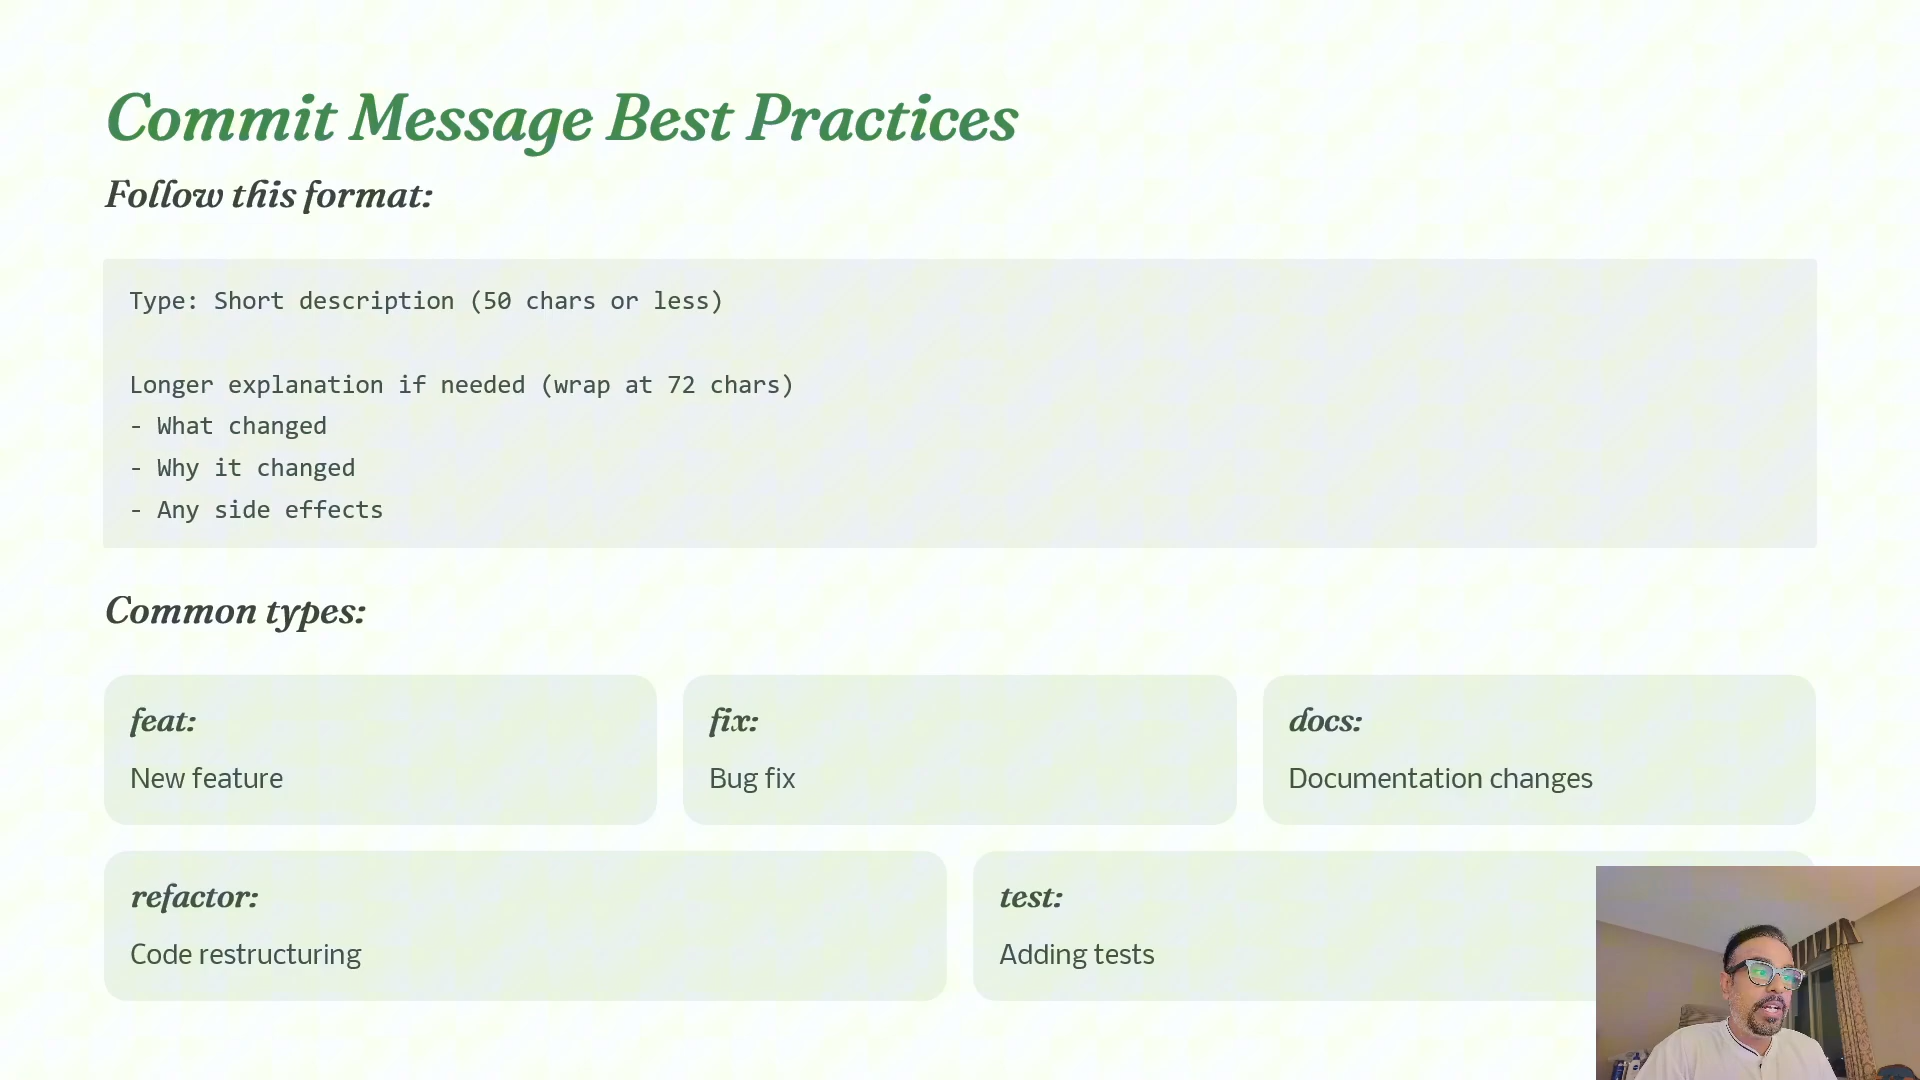 Commit Message Best Practices
Follow this format:
Type: Short description (50 chars or less)
Longer explanation if needed (wrap at 72 chars)
- What changed
- Why it changed
- Any side effects
Common types:
feat:
New feature
fix:
Bug fix
docs:
Documentation changes
refactor:
Code restructuring
test:
Adding tests